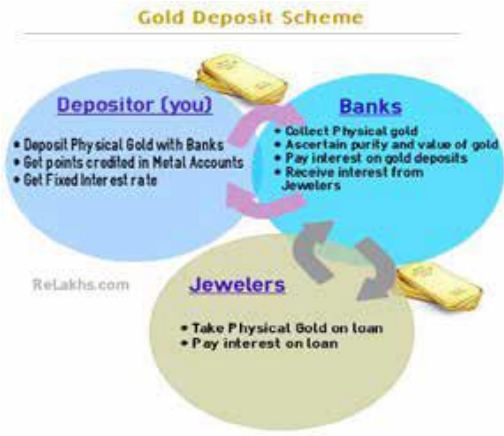 Gold Deposit Scheme
Depositor (you)
• Deposit Physical Gold with Banks
• Get points credited in Metal Accounts
• Get Fixed Interest rate
Banks
• Collect Physical gold
• Ascertain purity and value of gold
• Pay interest on gold deposits
• Receive interest from
Jewelers
ReLakhs.com
Jewelers
• Take Physical Gold on loan
• Pay interest on loan